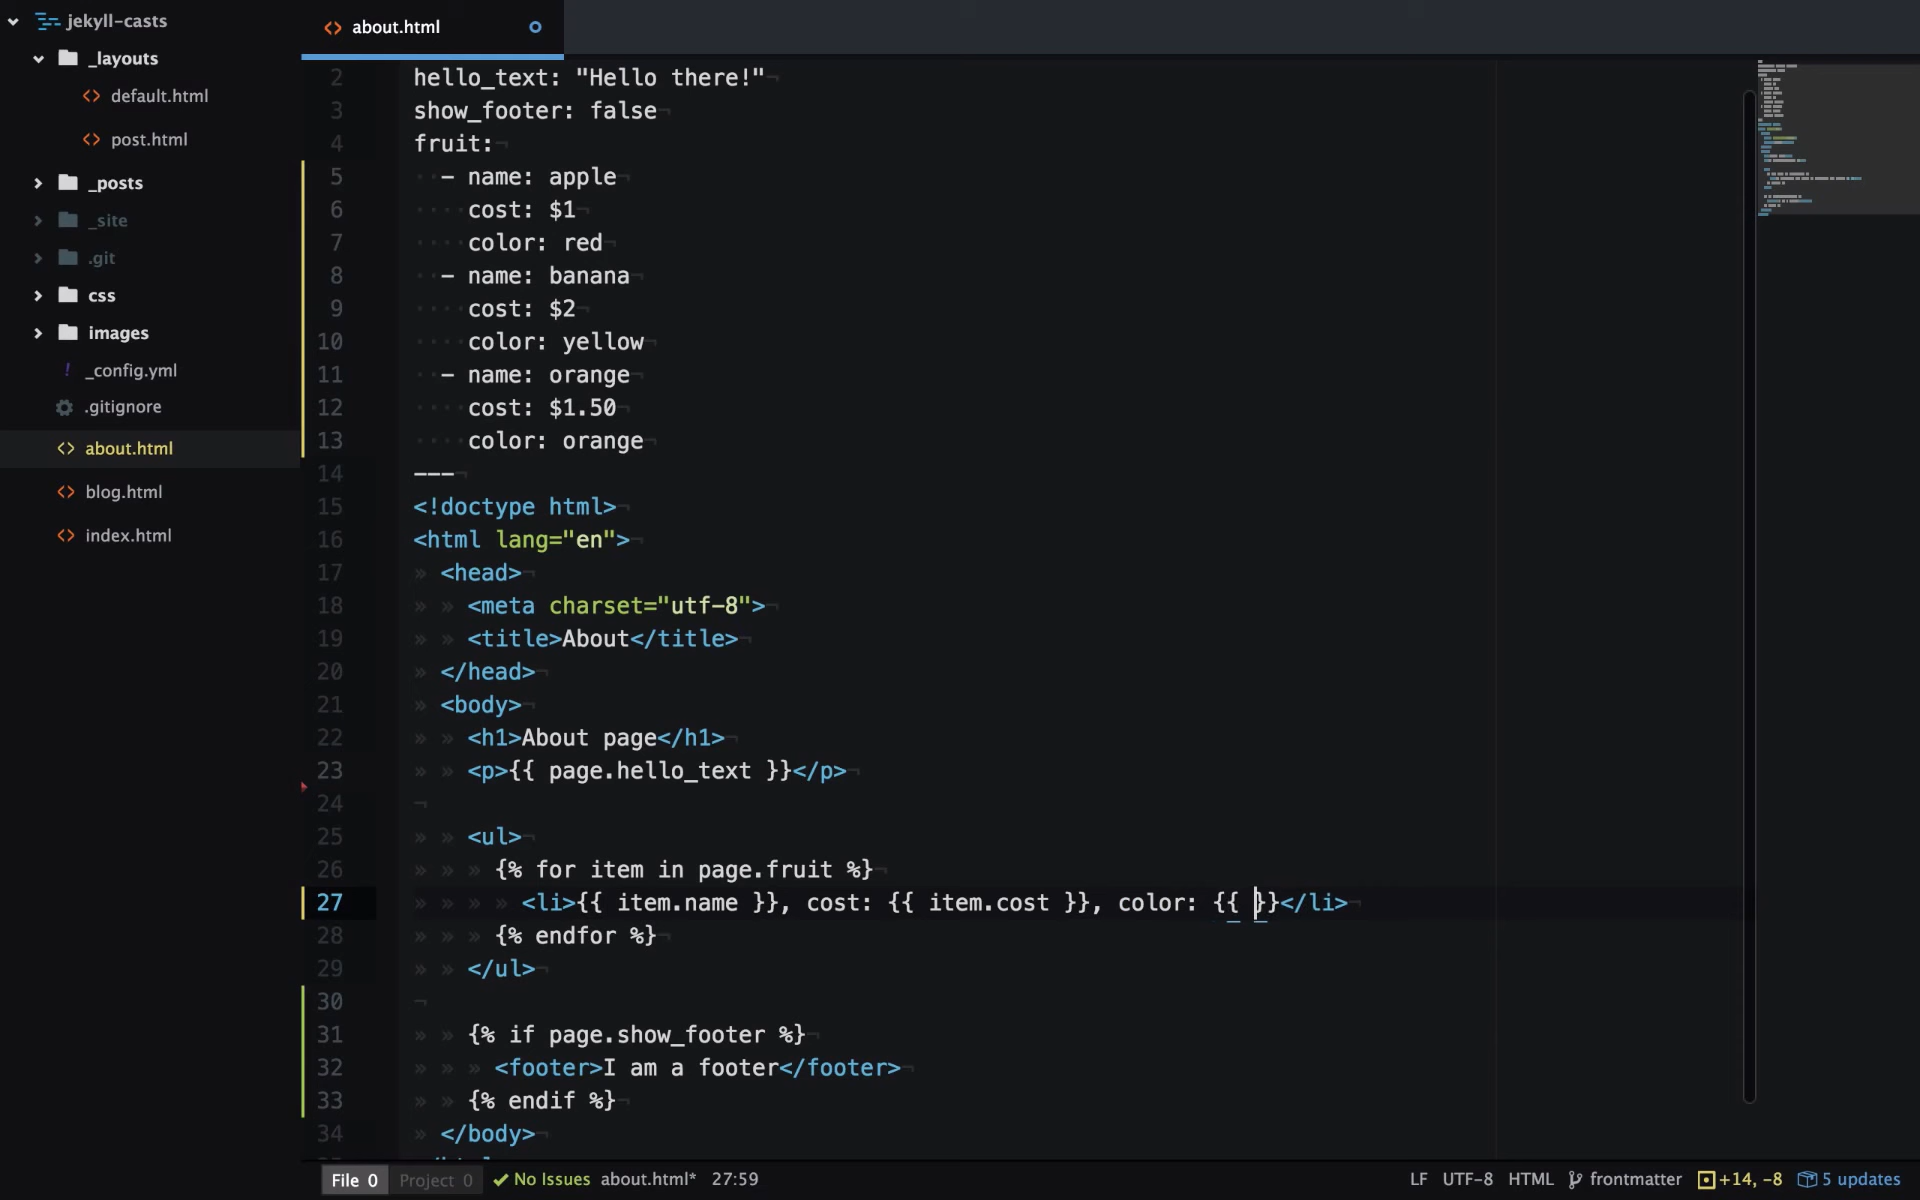 jekyll-casts
_layouts
default.html
post.html
_posts
_site
.git
css
images
_config.yml
.gitignore
about.html
blog.html
index.html
about.html
2 hello_text: "Hello there!"
3 show_footer: false
4 fruit:
5 - name: apple
6 cost: $1
7 color: red
8 - name: banana
9 cost: $2
10 color: yellow
11 - name: orange
12 cost: $1.50
13 color: orange
14 ---
15 <!doctype html>
16 <html lang="en">
17 <head>
18 <meta charset="utf-8">
19 <title>About</title>
20 </head>
21 <body>
22 <h1>About page</h1>
23 <p>{{ page.hello_text }}</p>
24
25 <ul>
26 {% for item in page.fruit %}
27 <li>{{ item.name }}, cost: {{ item.cost }}, color: {{ }}</li>
28 {% endfor %}
29 </ul>
30
31 {% if page.show_footer %}
32 <footer>I am a footer</footer>
33 {% endif %}
34 </body>
File 0 Project 0 No Issues about.html* 27:59 LF UTF-8 HTML frontmatter +14, -8 5 updates